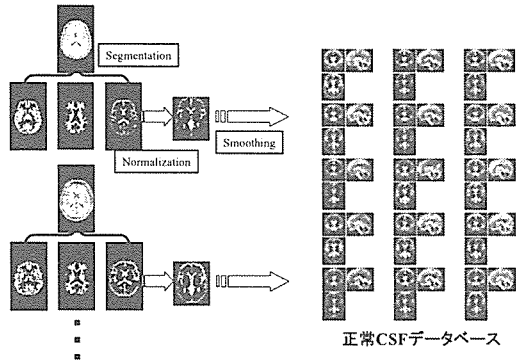 Segmentation
Normalization
Smoothing
正常CSFデータベース